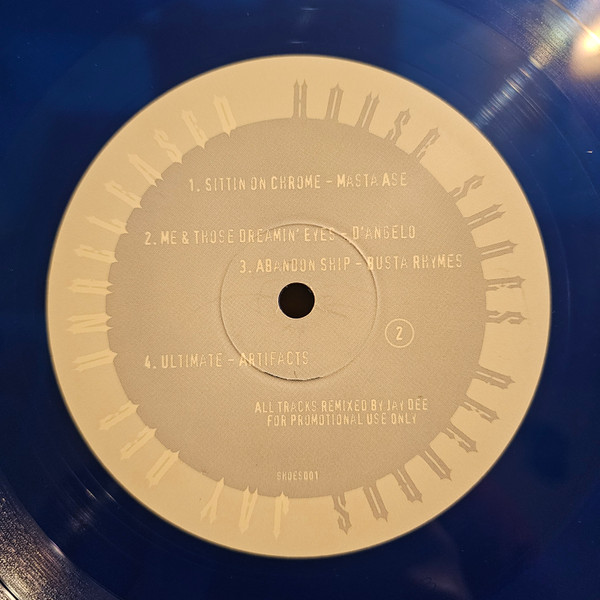 HOUSE SHOES RECORDS
JAY DEE UNRELEASED
1. SITTIN ON CHROME – MASTA ASE
2. ME & THOSE DREAMIN' EYES – D'ANGELO
3. ABANDON SHIP – BUSTA RHYMES
2
4. ULTIMATE – ARTIFACTS
ALL TRACKS REMIXED BY JAY DEE
FOR PROMOTIONAL USE ONLY
SHOES001